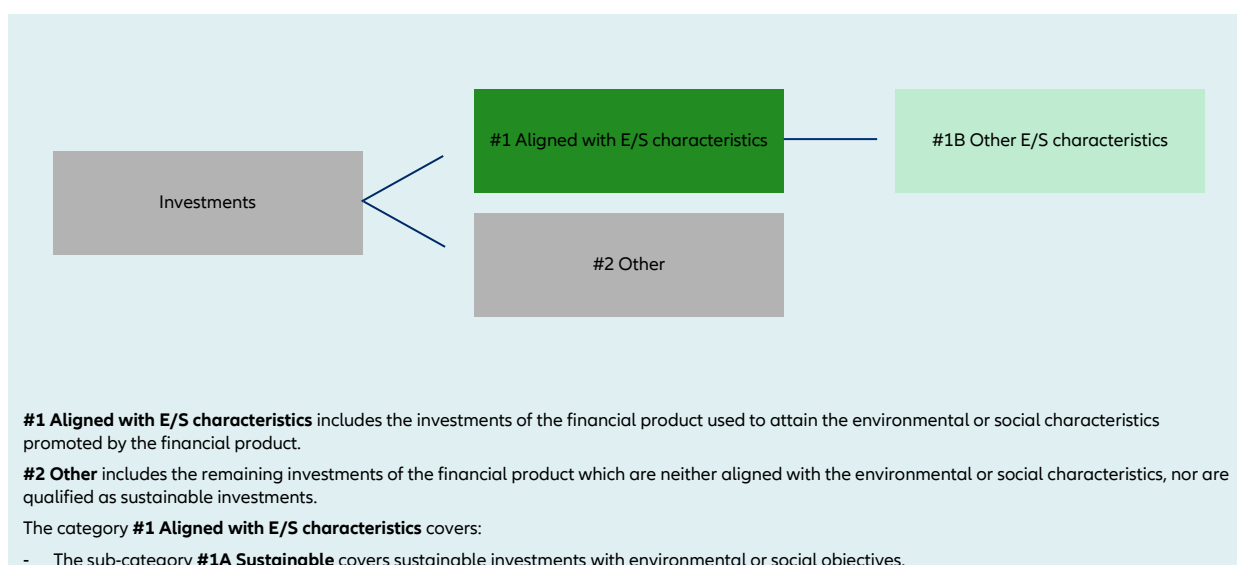 #1 Aligned with E/S characteristics
#1B Other E/S characteristics
Investments
#2 Other
#1 Aligned with E/S characteristics includes the investments of the financial product used to attain the environmental or social characteristics
promoted by the financial product.
#2 Other includes the remaining investments of the financial product which are neither aligned with the environmental or social characteristics, nor are
qualified as sustainable investments.
The category #1 Aligned with E/S characteristics covers:
- The sub-category #1A Sustainable covers sustainable investments with environmental or social objectives.